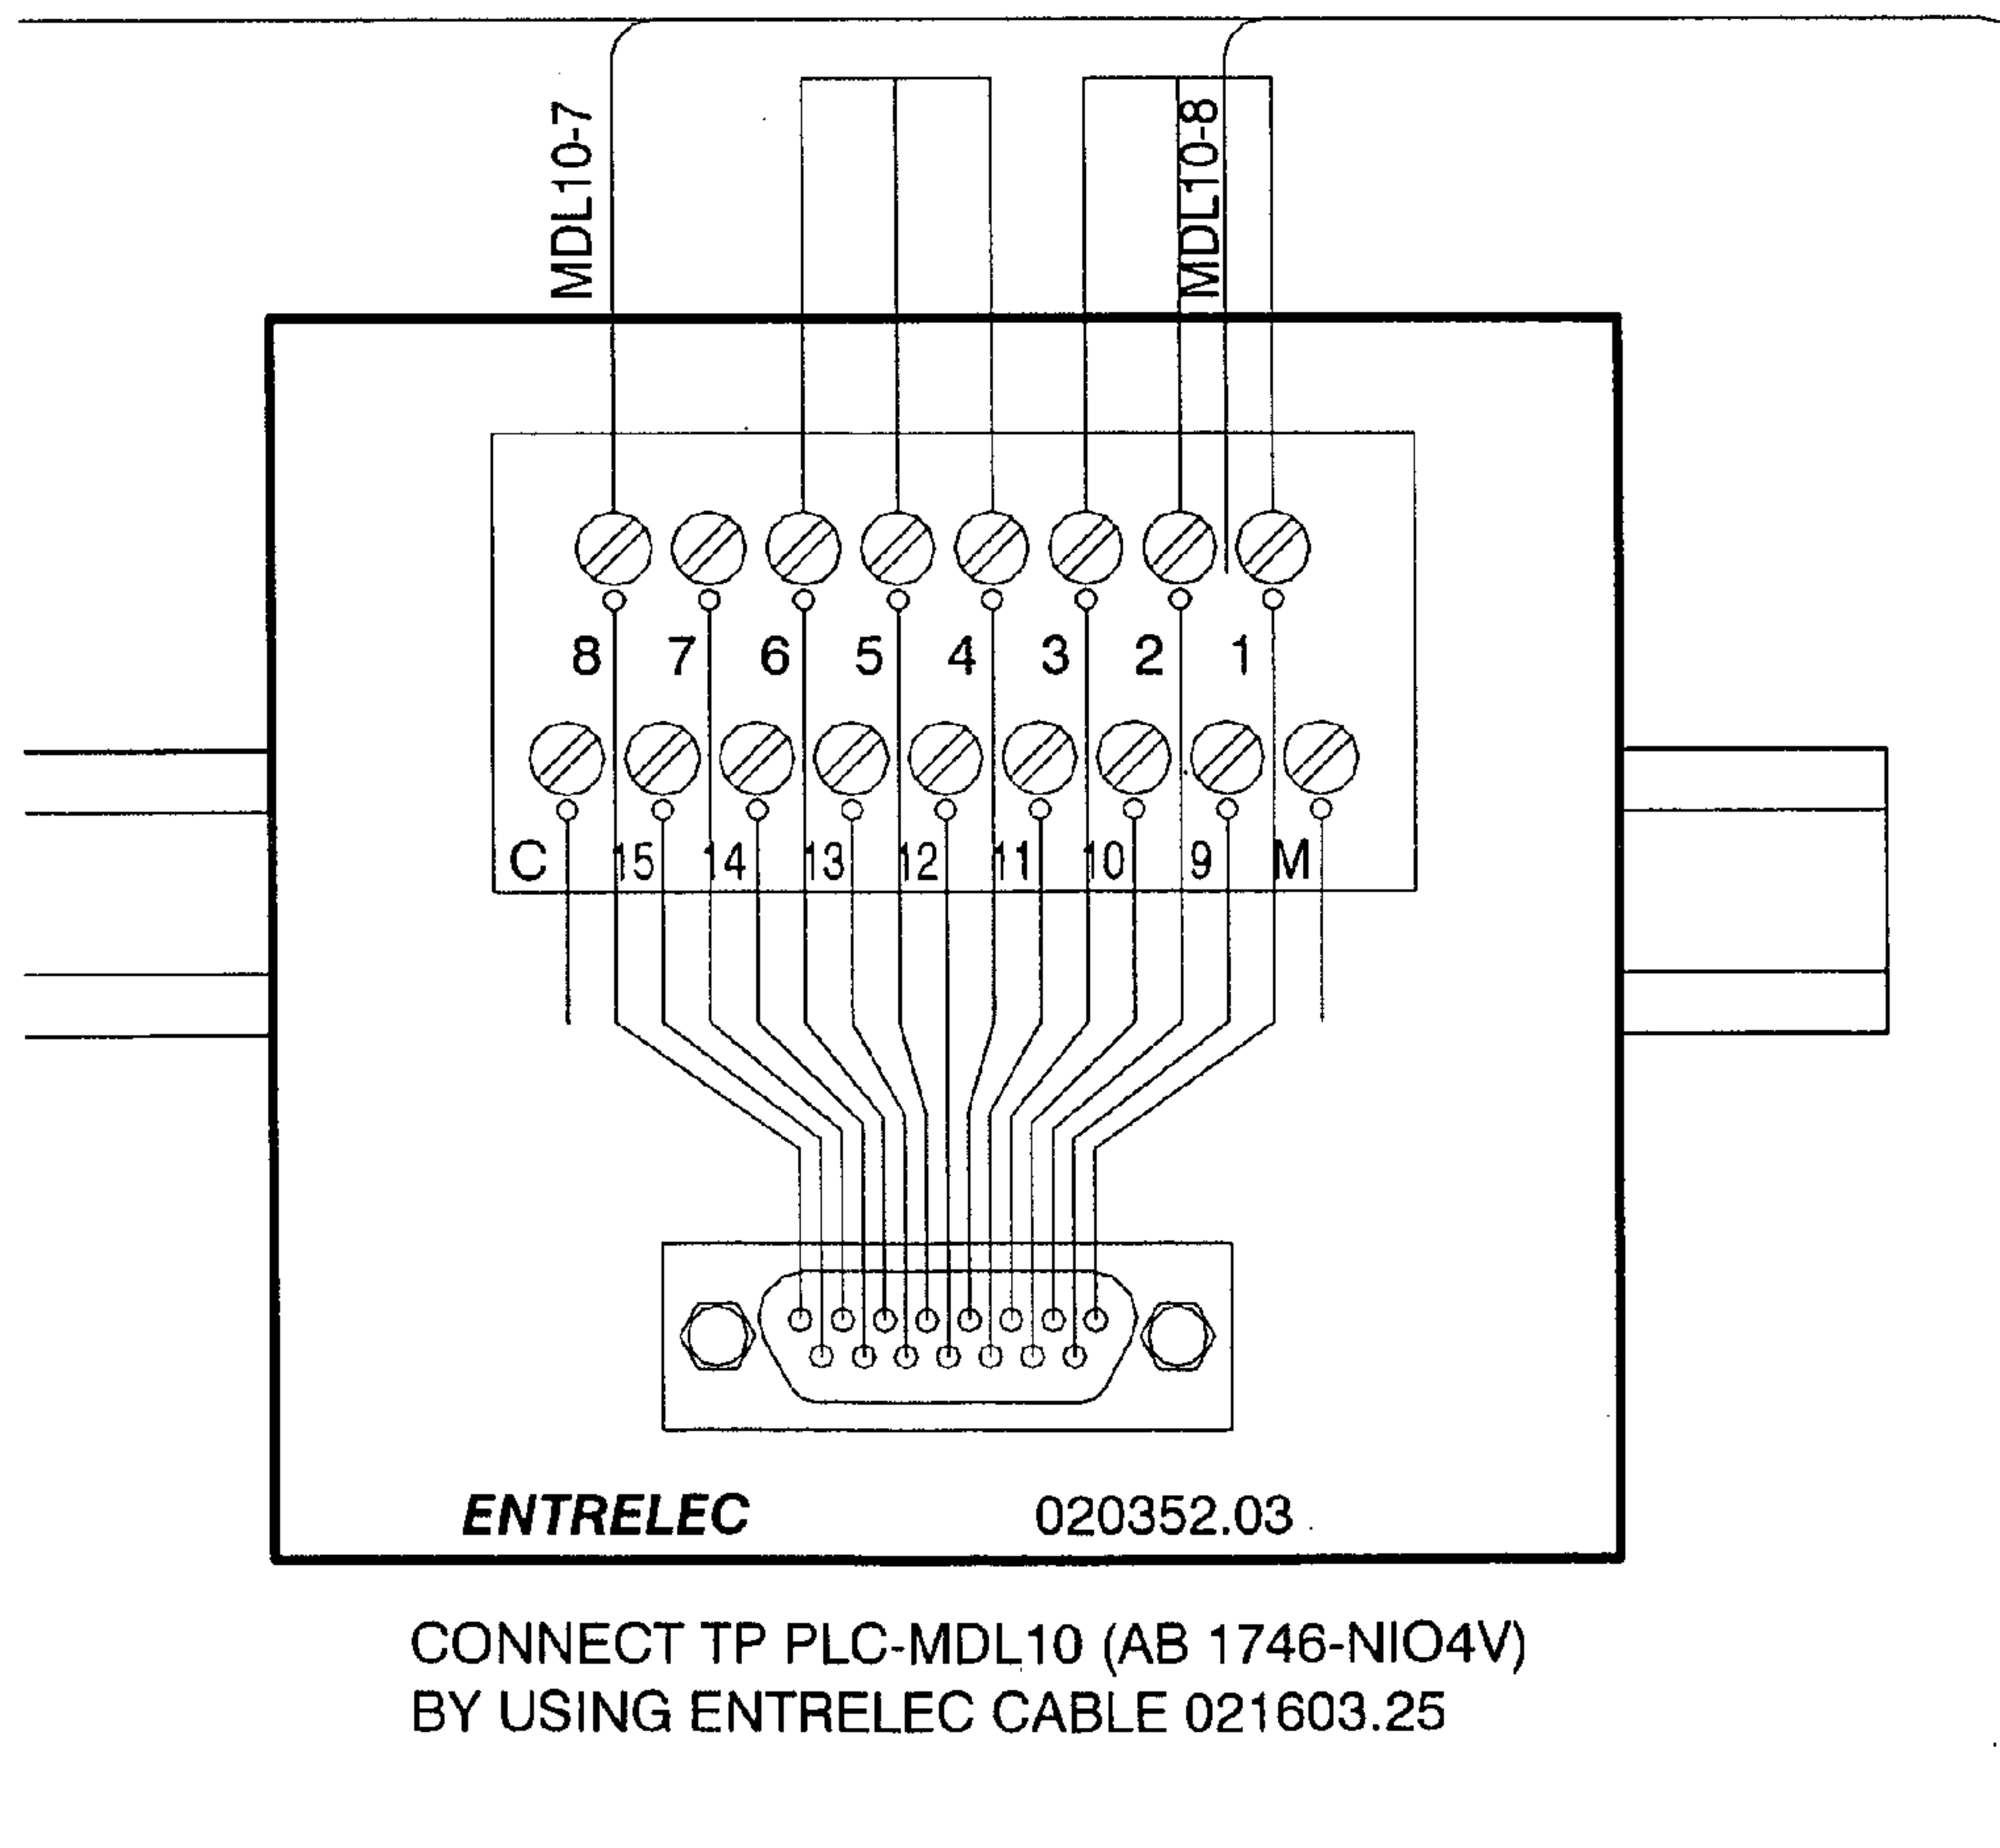 MDL10-7
MDL10-8
8 7 6 5 4 3 2 1
C 15 14 13 12 11 10 9 M
ENTRELEC 020352.03
CONNECT TP PLC-MDL10 (AB 1746-NIO4V)
BY USING ENTRELEC CABLE 021603.25